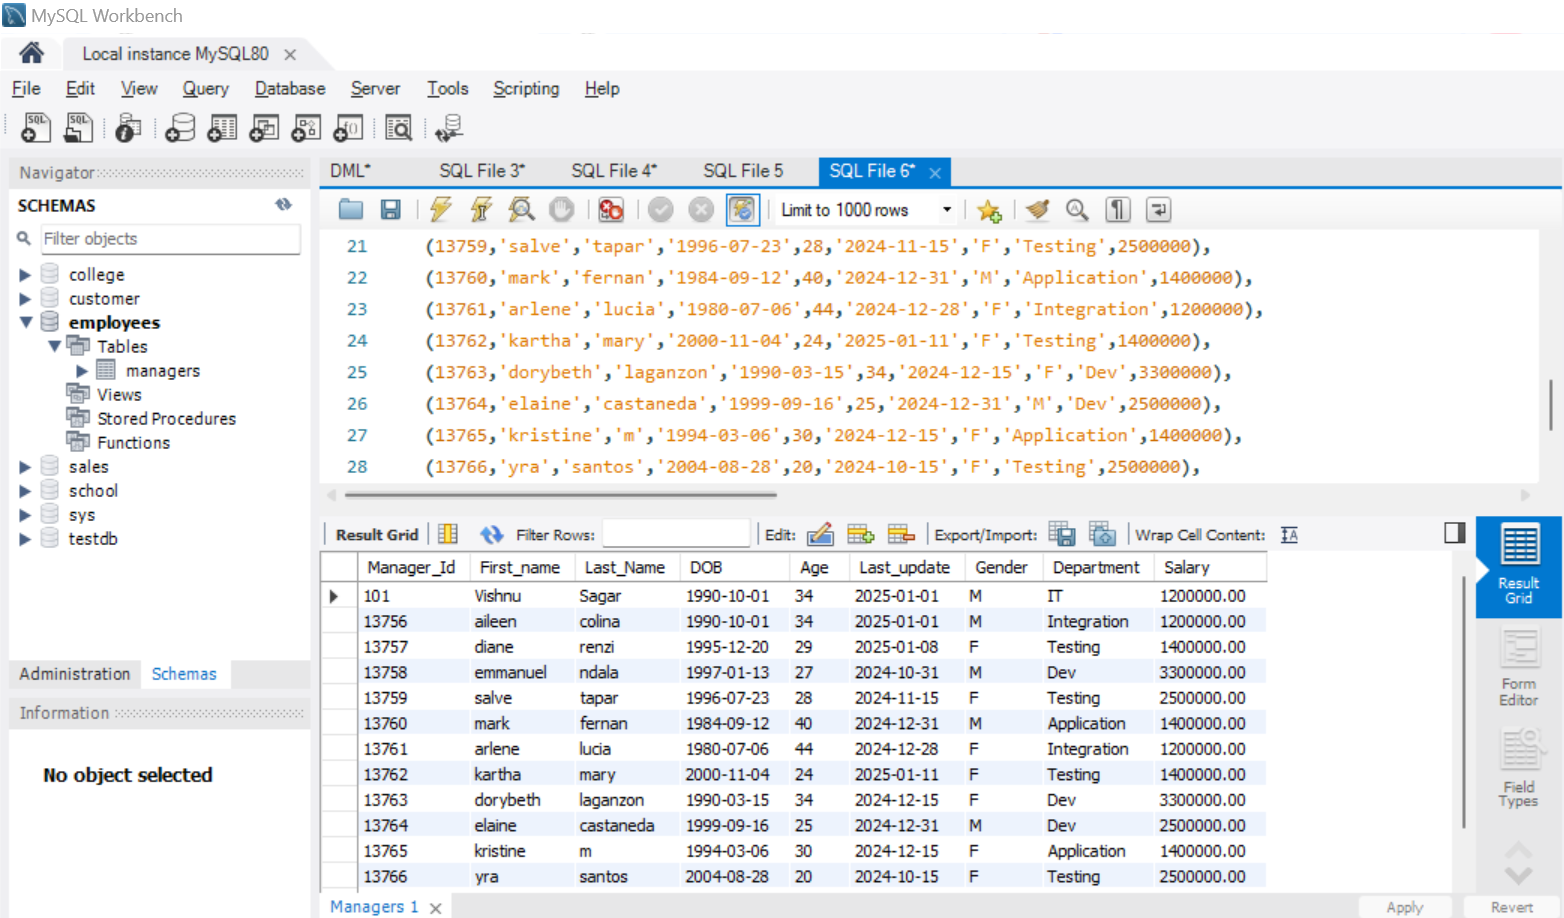 MySQL Workbench
Local instance MySQL80
File Edit View Query Database Server Tools Scripting Help
Navigator
SCHEMAS
Filter objects
college
customer
employees
Tables
managers
Views
Stored Procedures
Functions
sales
school
sys
testdb
Administration Schemas
Information
No object selected
DML* SQL File 3* SQL File 4* SQL File 5 SQL File 6*
Limit to 1000 rows
21 (13759,'salve','tapar','1996-07-23',28,'2024-11-15','F','Testing',2500000),
22 (13760,'mark','fernan','1984-09-12',40,'2024-12-31','M','Application',1400000),
23 (13761,'arlene','lucia','1980-07-06',44,'2024-12-28','F','Integration',1200000),
24 (13762,'kartha','mary','2000-11-04',24,'2025-01-11','F','Testing',1400000),
25 (13763,'dorybeth','laganzon','1990-03-15',34,'2024-12-15','F','Dev',3300000),
26 (13764,'elaine','castaneda','1999-09-16',25,'2024-12-31','M','Dev',2500000),
27 (13765,'kristine','m','1994-03-06',30,'2024-12-15','F','Application',1400000),
28 (13766,'yra','santos','2004-08-28',20,'2024-10-15','F','Testing',2500000),
Result Grid Filter Rows: Edit: Export/Import: Wrap Cell Content:
Manager_Id First_name Last_Name DOB Age Last_update Gender Department Salary
101 Vishnu Sagar 1990-10-01 34 2025-01-01 M IT 1200000.00
13756 aileen colina 1990-10-01 34 2025-01-01 M Integration 1200000.00
13757 diane renzi 1995-12-20 29 2025-01-08 F Testing 1400000.00
13758 emmanuel ndala 1997-01-13 27 2024-10-31 M Dev 3300000.00
13759 salve tapar 1996-07-23 28 2024-11-15 F Testing 2500000.00
13760 mark fernan 1984-09-12 40 2024-12-31 M Application 1400000.00
13761 arlene lucia 1980-07-06 44 2024-12-28 F Integration 1200000.00
13762 kartha mary 2000-11-04 24 2025-01-11 F Testing 1400000.00
13763 dorybeth laganzon 1990-03-15 34 2024-12-15 F Dev 3300000.00
13764 elaine castaneda 1999-09-16 25 2024-12-31 M Dev 2500000.00
13765 kristine m 1994-03-06 30 2024-12-15 F Application 1400000.00
13766 yra santos 2004-08-28 20 2024-10-15 F Testing 2500000.00
Result
Grid
Form
Editor
Field
Types
Managers 1
Apply Revert